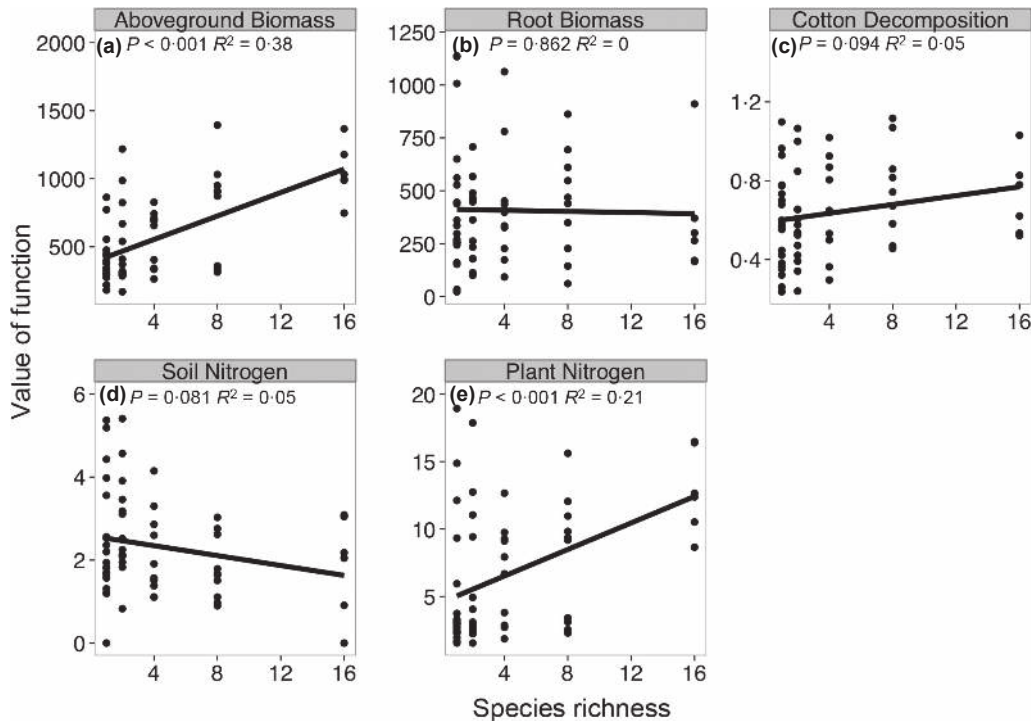 Aboveground Biomass
(a) P < 0·001 R² = 0·38
2000
1500
1000
500
4 8 12 16
Root Biomass
(b) P = 0·862 R² = 0
1250
1000
750
500
250
0
4 8 12 16
Cotton Decomposition
(c) P = 0·094 R² = 0·05
1·2
0·8
0·4
4 8 12 16
Value of function
Soil Nitrogen
(d) P = 0·081 R² = 0·05
6
4
2
0
4 8 12 16
Plant Nitrogen
(e) P < 0·001 R² = 0·21
20
15
10
5
4 8 12 16
Species richness